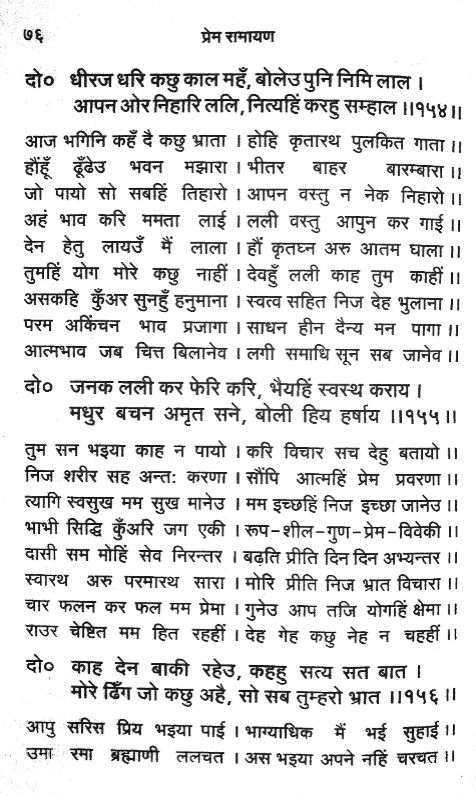 ७६ प्रेम रामायण
दो० धीरज धरि कछु काल महँ, बोलेउ पुनि निमि लाल ।
आपन ओर निहारि ललि, नित्यहिं करहु सम्हाल ।।१५४।।
आज भगिनि कहँ दै कछु भ्राता । होहि कृतारथ पुलकित गाता ।।
हौंहूँ ढूँढेउ भवन मझारा । भीतर बाहर बारम्बारा ।।
जो पायो सो सबहिं तिहारो । आपन वस्तु न नेक निहारो ।।
अहं भाव करि ममता लाई । लली वस्तु आपुन कर गाई ।।
देन हेतु लायउँ मैं लाला । हौं कृतघ्न अरु आतम घाला ।।
तुमहिं योग मोरे कछु नाहीं । देवहुँ लली काह तुम काहीं ।।
असकहि कुँअर सुनहुँ हनुमाना । स्वत्व सहित निज देह भुलाना ।।
परम अकिंचन भाव प्रजागा । साधन हीन दैन्य मन पागा ।।
आत्मभाव जब चित्त बिलानेव । लगी समाधि सून सब जानेव ।।
दो० जनक लली कर फेरि करि, भैयहिं स्वस्थ कराय ।
मधुर बचन अमृत सने, बोली हिय हर्षाय ।।१५५।।
तुम सन भइया काह न पायो । करि विचार सच देहु बतायो ।।
निज शरीर सह अन्तः करणा । सौंपि आत्महिं प्रेम प्रवरणा ।।
त्यागि स्वसुख मम सुख मानेउ । मम इच्छहिं निज इच्छा जानेउ ।।
भाभी सिद्धि कुँअरि जग एकी । रूप-शील-गुण-प्रेम-विवेकी ।।
दासी सम मोहिं सेव निरन्तर । बढ़ति प्रीति दिन दिन अभ्यन्तर ।।
स्वारथ अरु परमारथ सारा । मोरि प्रीति निज भ्रात विचारा ।।
चार फलन कर फल मम प्रेमा । गुनेउ आप तजि योगहिं क्षेमा ।।
राउर चेष्टित मम हित रहहीं । देह गेह कछु नेह न चहहीं ।।
दो० काह देन बाकी रहेउ, कहहु सत्य सत बात ।
मोरे ढिँग जो कछु अहै, सो सब तुम्हरो भ्रात ।।१५६।।
आपु सरिस प्रिय भइया पाई । भाग्याधिक मैं भई सुहाई ।।
उमा रमा ब्रह्माणी ललचत । अस भइया अपने नहिं चरचत ।।